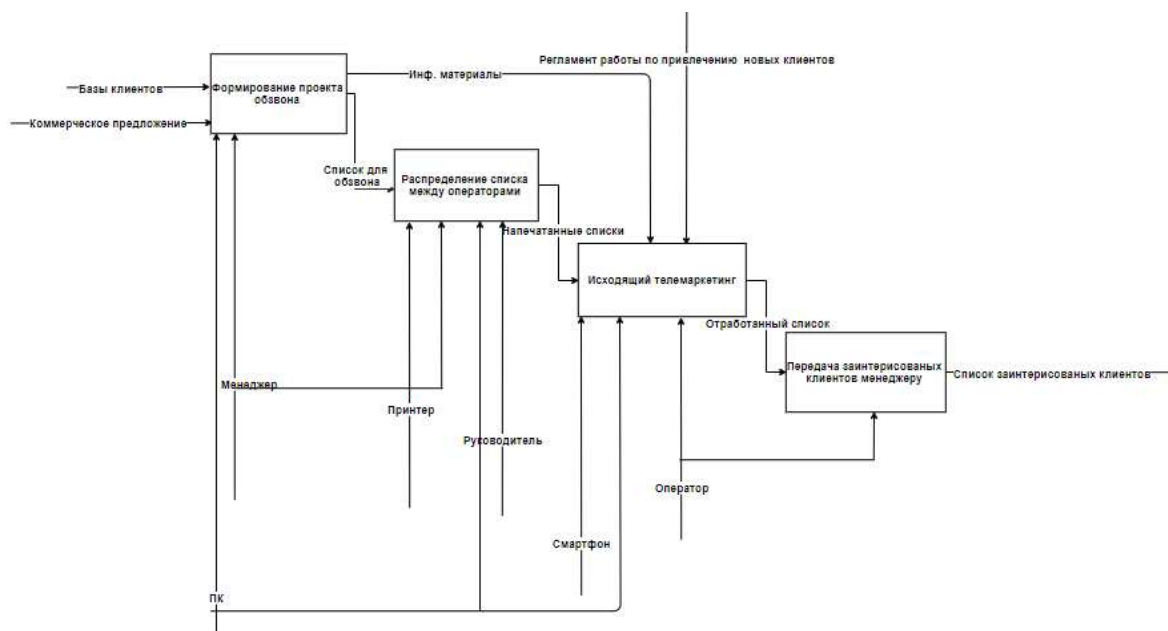 Регламент работы по привлечению новых клиентов
Инф. материалы
Базы клиентов
Формирование проекта
обзвона
Коммерческое предложение
Список для
обзвона
Распределение списка
между операторами
Напечатанные списки
Исходящий телемаркетинг
Отработанный список
Передача заинтерисованых
клиентов менеджеру
Список заинтерисованых клиентов
Менеджер
Принтер
Руководитель
Оператор
Смартфон
ПК